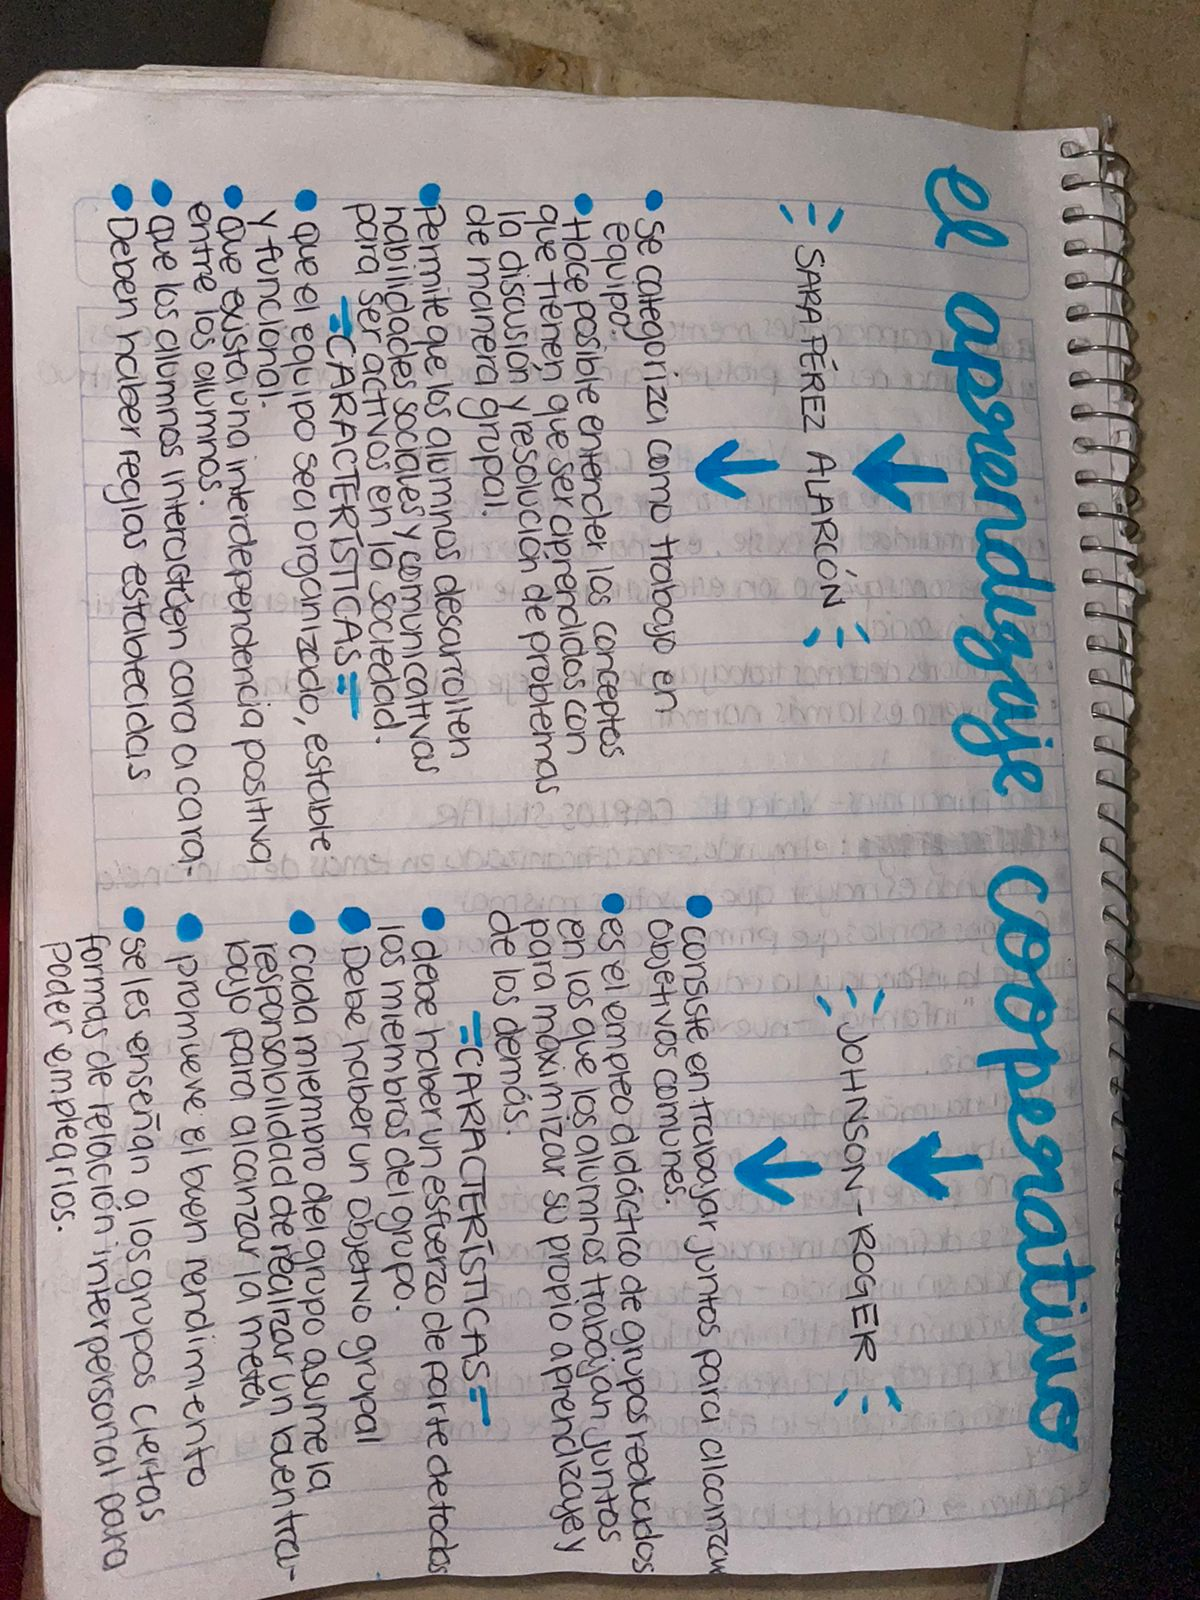 el aprendizaje cooperativo
SARA PÉREZ ALARCÓN
• Se categoriza como trabajo en
equipo.
• Hace posible entender los conceptos
que tienen que ser aprendidos con
la discusión y resolución de problemas
de manera grupal.
• Permite que los alumnos desarrollen
habilidades sociales y comunicativas
para ser activos en la sociedad.
=CARACTERÍSTICAS=
• que el equipo sea organizado, estable
y funcional.
• Que exista una interdependencia positiva
entre los alumnos.
• que los alumnos interactúen cara a cara.
• Deben haber reglas establecidas
JOHNSON-ROGER
• consiste en trabajar juntos para alcanzar
objetivos comunes.
• es el empleo didáctico de grupos reducidos
en los que los alumnos trabajan juntos
para máximizar su propio aprendizaje y
de los demás.
=CARACTERÍSTICAS=
• debe haber un esfuerzo de parte de todos
los miembros del grupo.
• Debe haber un objetivo grupal
• Cada miembro del grupo asume la
responsabilidad de realizar un buen tra-
bajo para alcanzar la meta
• promueve el buen rendimiento
• se les enseña a los grupos ciertas
formas de relación interpersonal para
poder emplearlos.